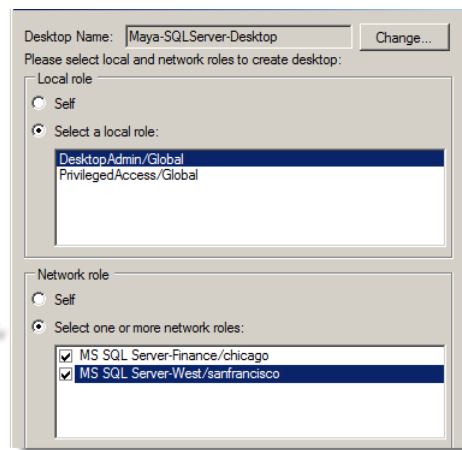 Desktop Name: Maya-SQLServer-Desktop Change...
Please select local and network roles to create desktop:
Local role
Self
Select a local role:
DesktopAdmin/Global
PrivilegedAccess/Global
Network role
Self
Select one or more network roles:
MS SQL Server-Finance/chicago
MS SQL Server-West/sanfrancisco